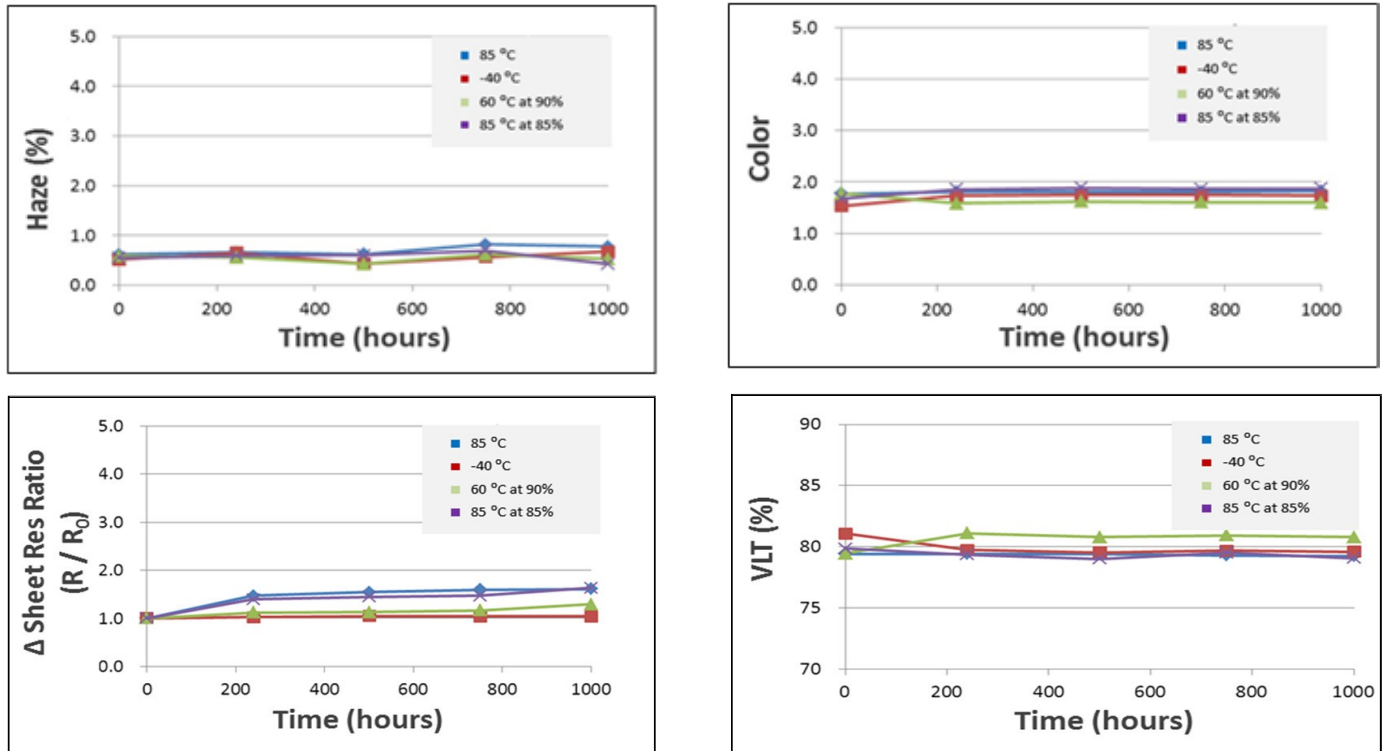 5.0
4.0
3.0
2.0
1.0
0.0
Haze (%)
85 °C
-40 °C
60 °C at 90%
85 °C at 85%
0 200 400 600 800 1000
Time (hours)
5.0
4.0
3.0
2.0
1.0
0.0
Color
85 °C
-40 °C
60 °C at 90%
85 °C at 85%
0 200 400 600 800 1000
Time (hours)
5.0
4.0
3.0
2.0
1.0
0.0
Δ Sheet Res Ratio
(R / R₀)
85 °C
-40 °C
60 °C at 90%
85 °C at 85%
0 200 400 600 800 1000
Time (hours)
90
85
80
75
70
VLT (%)
85 °C
-40 °C
60 °C at 90%
85 °C at 85%
0 200 400 600 800 1000
Time (hours)